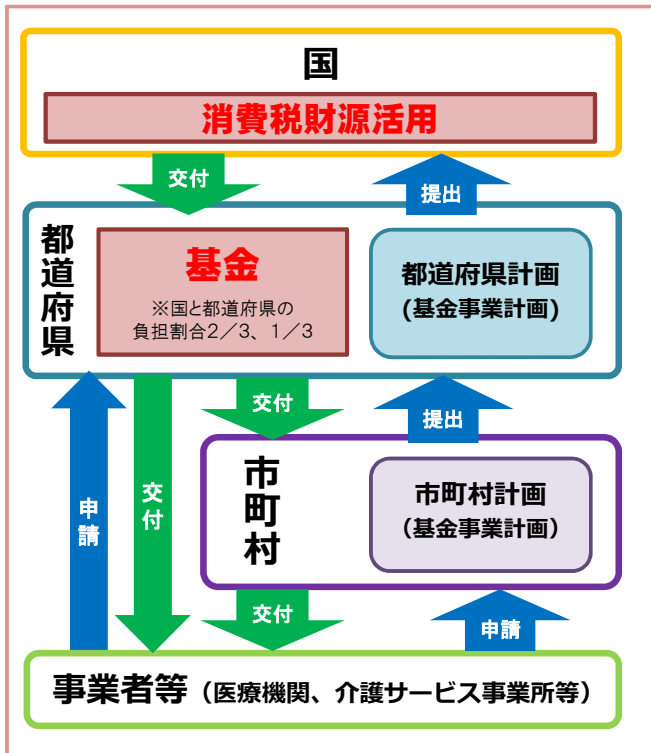 国
消費税財源活用
交付
提出
都道府県
基金
※国と都道府県の
負担割合2／3、1／3
都道府県計画
(基金事業計画)
交付
提出
申請
交付
市町村
市町村計画
（基金事業計画）
交付
申請
事業者等（医療機関、介護サービス事業所等）